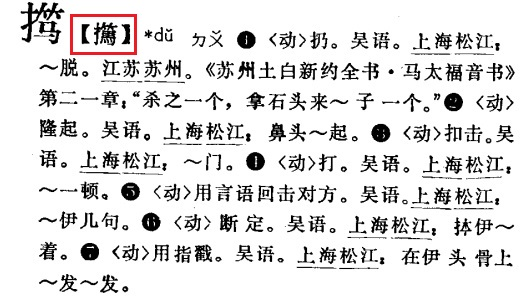 【】 *dǔ ㄉㄨˇ ❶〈动〉扔。吴语。上海松江：
～脱。江苏苏州。《苏州土白新约全书·马太福音书》
第二一章：“杀之一个，拿石头来～子一个。”❷〈动〉
隆起。吴语。上海松江：鼻头～起。❸〈动〉扣击。吴
语。上海松江：～门。❹〈动〉打。吴语。上海松江：
～一顿。❺〈动〉用言语回击对方。吴语。上海松江：
～伊几句。❻〈动〉断定。吴语。上海松江：伊～
着。❼〈动〉用指戳。吴语。上海松江：在伊头骨上
～发～发。